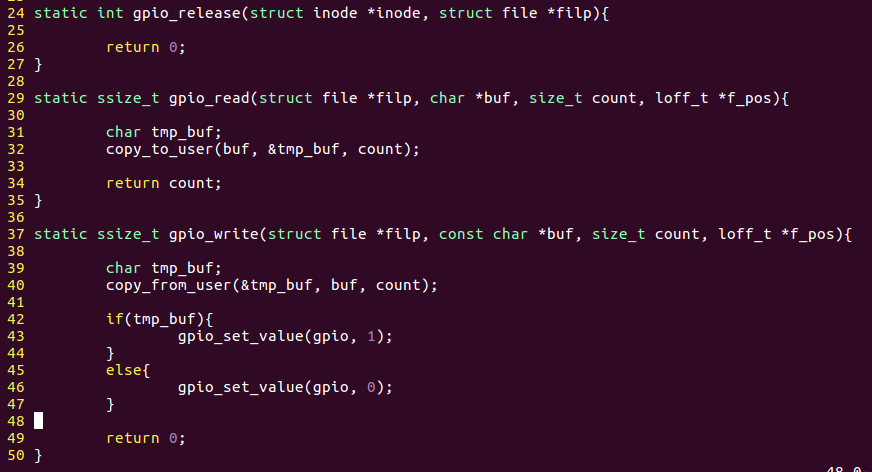 24 static int gpio_release(struct inode *inode, struct file *filp){
25
26         return 0;
27 }
28
29 static ssize_t gpio_read(struct file *filp, char *buf, size_t count, loff_t *f_pos){
30
31         char tmp_buf;
32         copy_to_user(buf, &tmp_buf, count);
33
34         return count;
35 }
36
37 static ssize_t gpio_write(struct file *filp, const char *buf, size_t count, loff_t *f_pos){
38
39         char tmp_buf;
40         copy_from_user(&tmp_buf, buf, count);
41
42         if(tmp_buf){
43                 gpio_set_value(gpio, 1);
44         }
45         else{
46                 gpio_set_value(gpio, 0);
47         }
48
49         return 0;
50 }